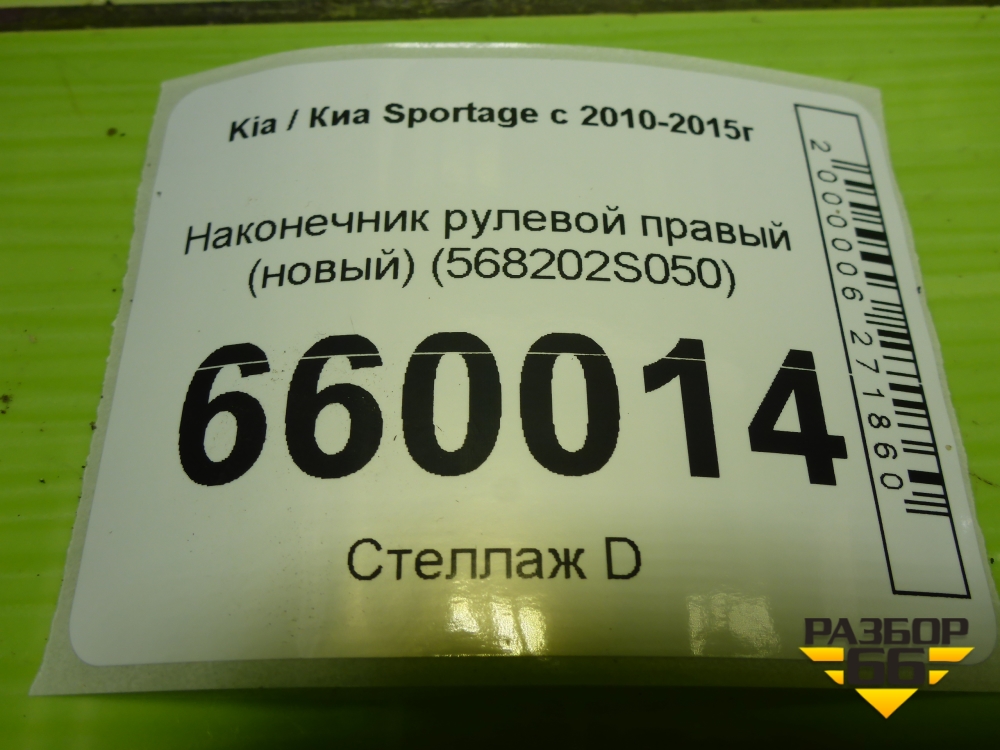 Kia / Киа Sportage с 2010-2015г
Наконечник рулевой правый
(новый) (568202S050)
660014
Стеллаж D
2000006271860
РАЗБОР
66